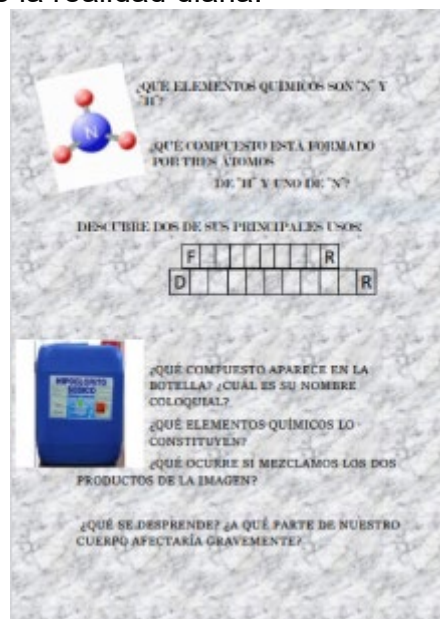 la realidad diaria.
¿QUÉ ELEMENTOS QUÍMICOS SON "N" Y
"H"?
N
¿QUÉ COMPUESTO ESTÁ FORMADO
POR TRES ÁTOMOS
DE "H" Y UNO DE "N"?
DESCUBRE DOS DE SUS PRINCIPALES USOS:
F R
D R
HIPOCLORITO
SÓDICO
¿QUÉ COMPUESTO APARECE EN LA
BOTELLA? ¿CUÁL ES SU NOMBRE
COLOQUIAL?
¿QUÉ ELEMENTOS QUÍMICOS LO
CONSTITUYEN?
¿QUÉ OCURRE SI MEZCLAMOS LOS DOS
PRODUCTOS DE LA IMAGEN?
¿QUÉ SE DESPRENDE? ¿A QUÉ PARTE DE NUESTRO
CUERPO AFECTARÍA GRAVEMENTE?